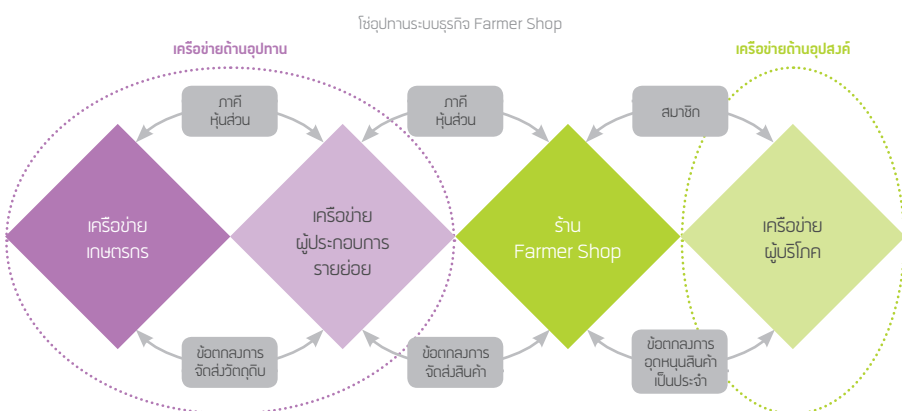 โซ่อุปทานระบบธุรกิจ Farmer Shop
เครือข่ายด้านอุปทาน
เครือข่ายด้านอุปสงค์
ภาคี
หุ้นส่วน
ภาคี
หุ้นส่วน
สมาชิก
เครือข่าย
เกษตรกร
เครือข่าย
ผู้ประกอบการ
รายย่อย
ร้าน
Farmer Shop
เครือข่าย
ผู้บริโภค
ข้อตกลงการ
จัดส่งวัตถุดิบ
ข้อตกลงการ
จัดส่งสินค้า
ข้อตกลงการ
อุดหนุนสินค้า
เป็นประจำ